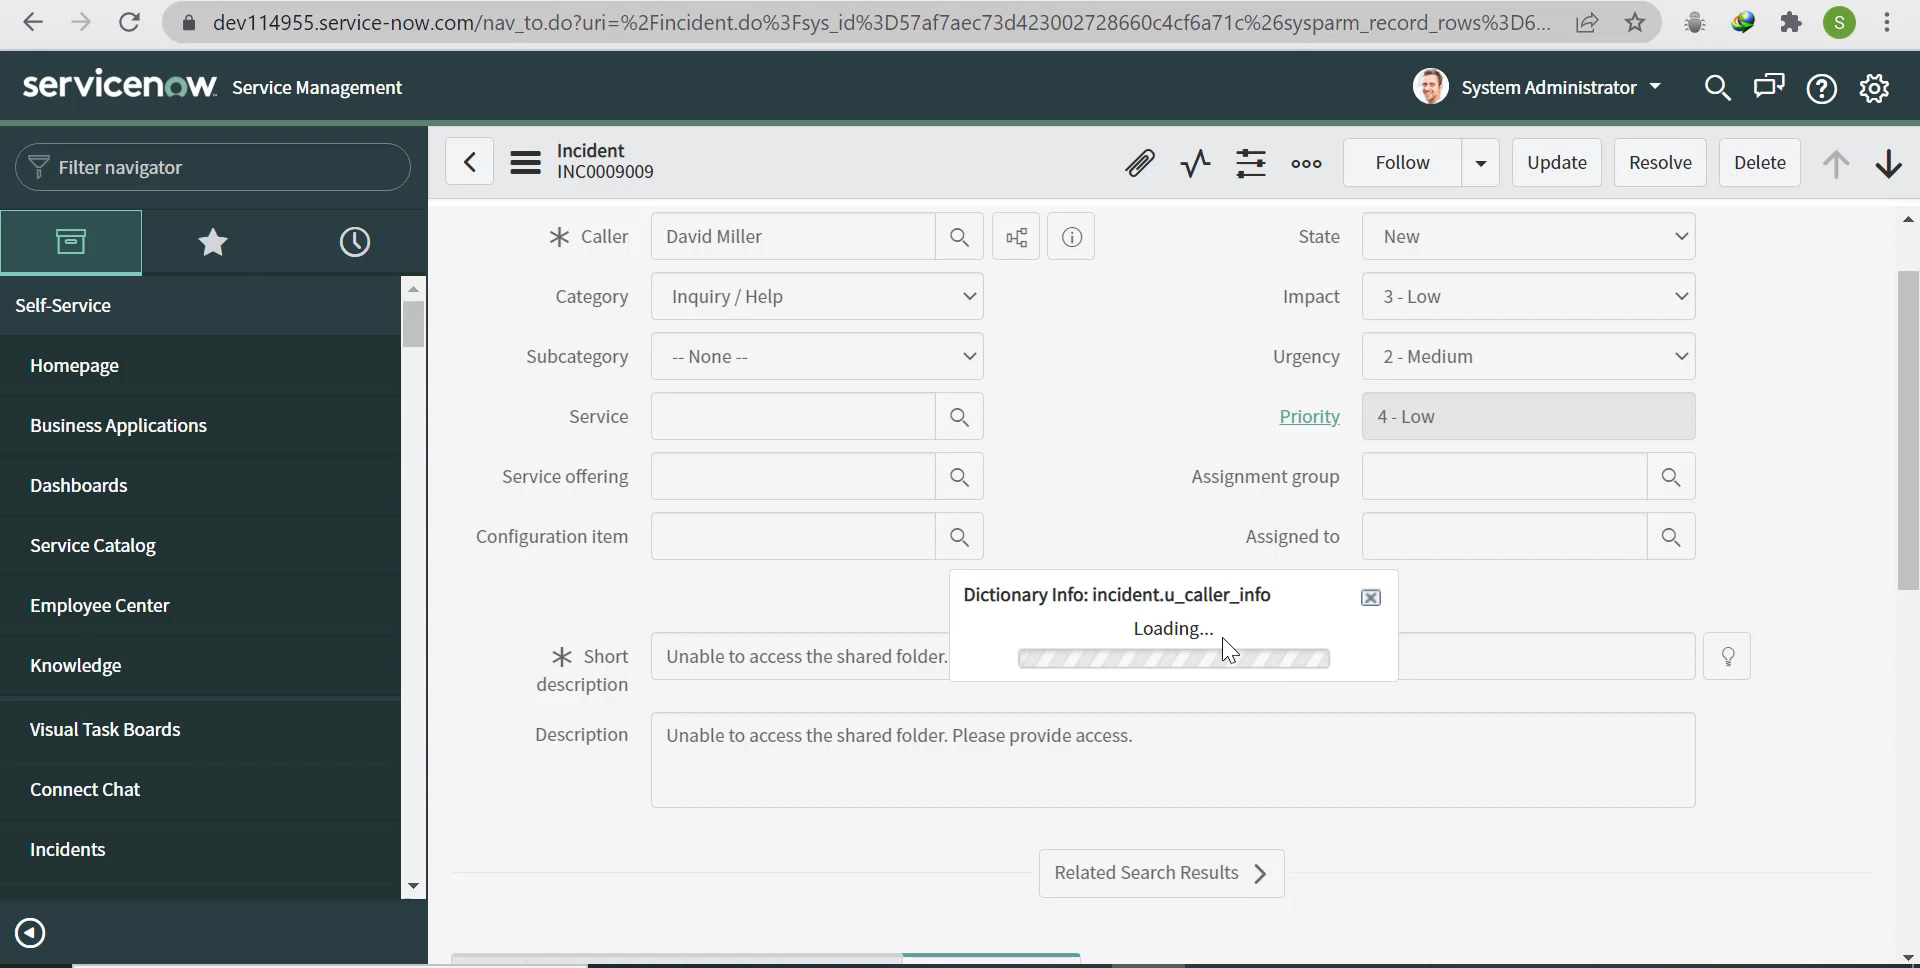 dev114955.service-now.com/nav_to.do?uri=%2Fincident.do%3Fsys_id%3D57af7aec73d423002728660c4cf6a71c%26sysparm_record_rows%3D6...
S
servicenow Service Management
System Administrator
Filter navigator
Self-Service
Homepage
Business Applications
Dashboards
Service Catalog
Employee Center
Knowledge
Visual Task Boards
Connect Chat
Incidents
Incident
INC0009009
Follow
Update
Resolve
Delete
Caller David Miller
State New
Category Inquiry / Help
Impact 3 - Low
Subcategory -- None --
Urgency 2 - Medium
Service
Priority 4 - Low
Service offering
Assignment group
Configuration item
Assigned to
Dictionary Info: incident.u_caller_info
Loading...
Short description Unable to access the shared folder.
Description Unable to access the shared folder. Please provide access.
Related Search Results